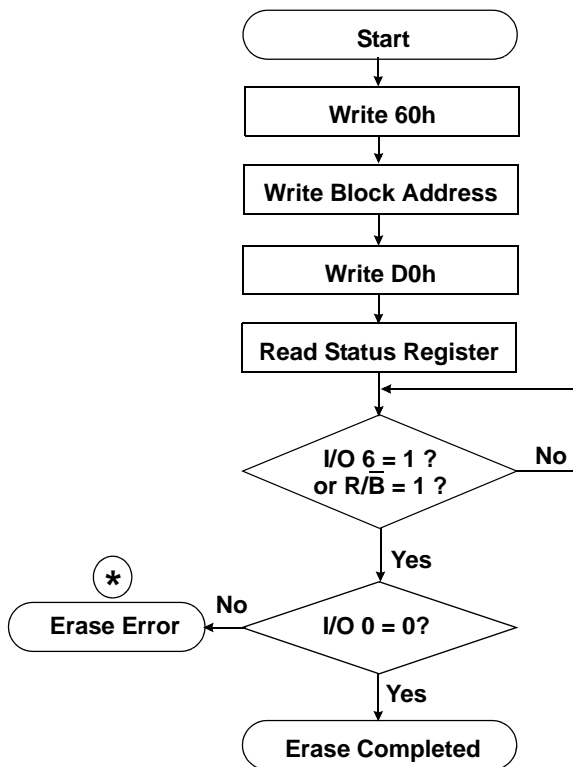 Start
Write 60h
Write Block Address
Write D0h
Read Status Register
I/O 6 = 1 ?
or R/B̅ = 1 ?
No
Yes
*
No
Erase Error
I/O 0 = 0?
Yes
Erase Completed